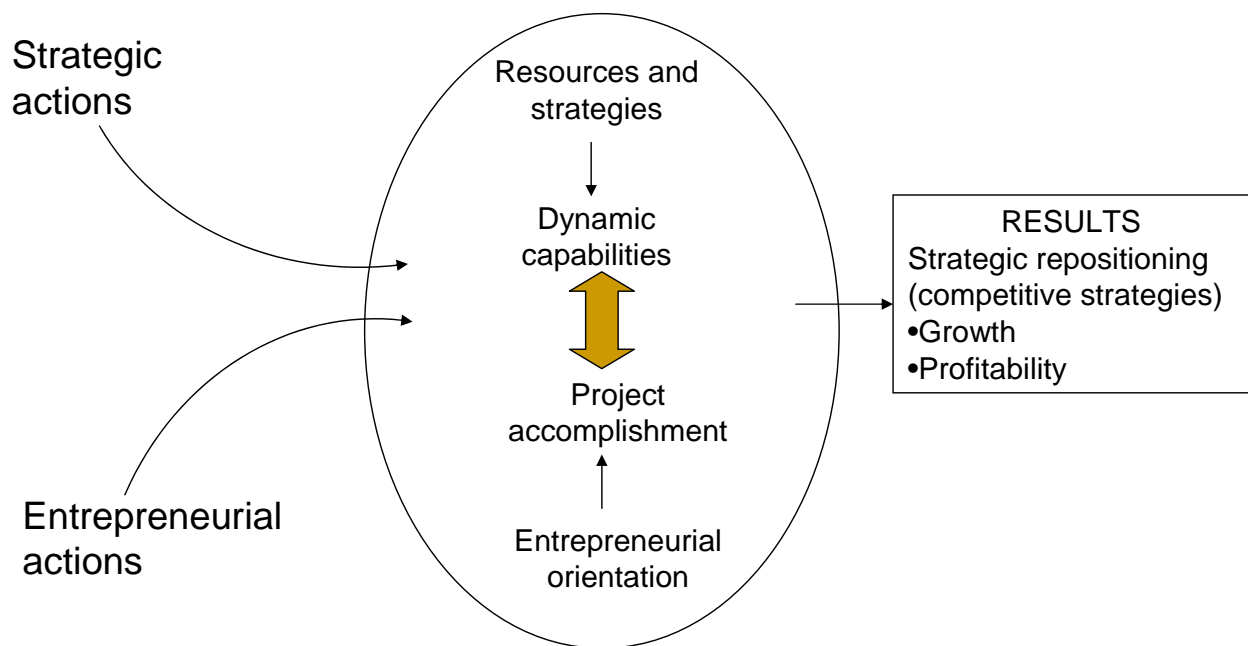 Strategic
actions
Resources and
strategies
Dynamic
capabilities
Project
accomplishment
Entrepreneurial
orientation
Entrepreneurial
actions
RESULTS
Strategic repositioning
(competitive strategies)
•Growth
•Profitability